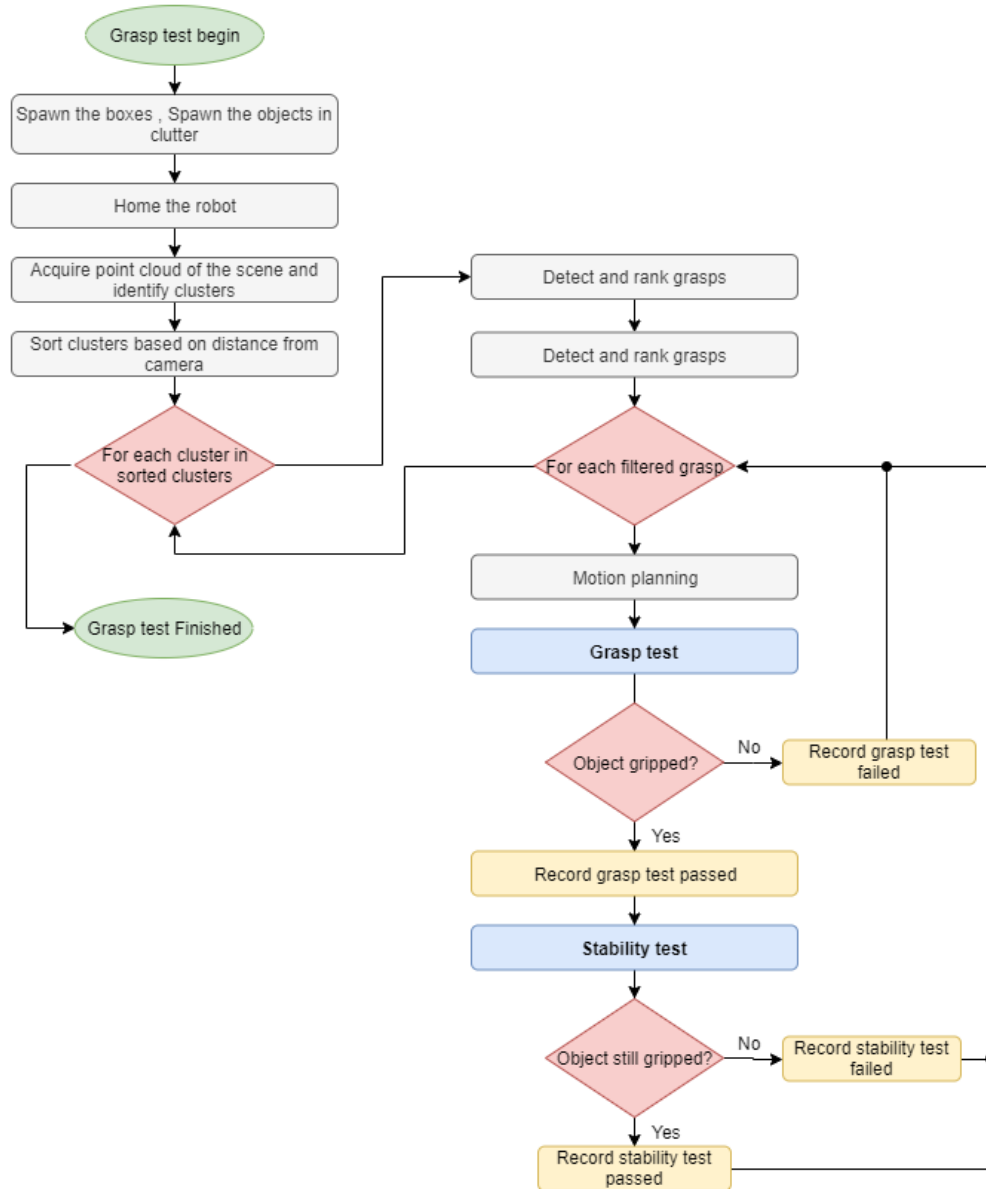 Grasp test begin
Spawn the boxes , Spawn the objects in
clutter
Home the robot
Acquire point cloud of the scene and
identify clusters
Sort clusters based on distance from
camera
For each cluster in
sorted clusters
Grasp test Finished
Detect and rank grasps
Detect and rank grasps
For each filtered grasp
Motion planning
Grasp test
Object gripped?
No
Record grasp test
failed
Yes
Record grasp test passed
Stability test
Object still gripped?
No
Record stability test
failed
Yes
Record stability test
passed